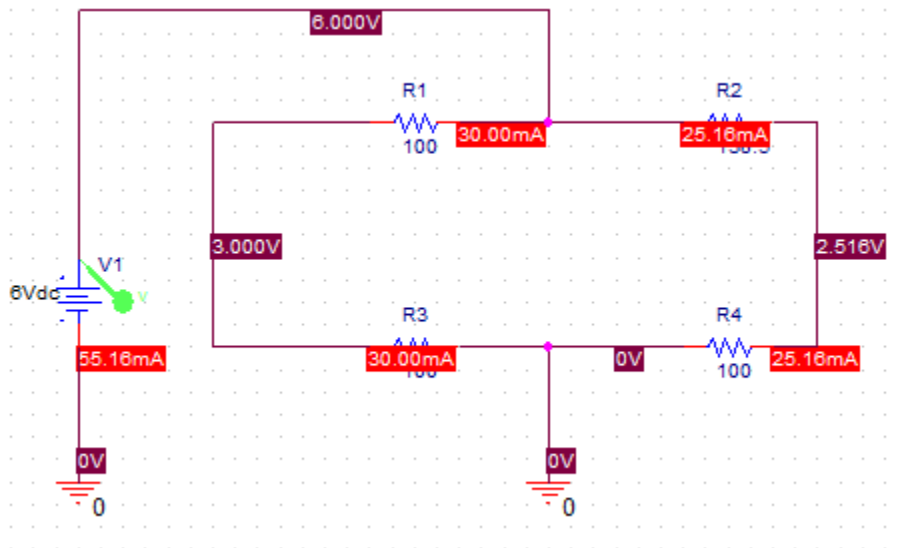 6.000V
R1
R2
30.00mA
25.16mA
100
3.000V
2.516V
V1
6Vdc
v
R3
R4
55.16mA
30.00mA
0V
25.16mA
100
0V
0V
0
0